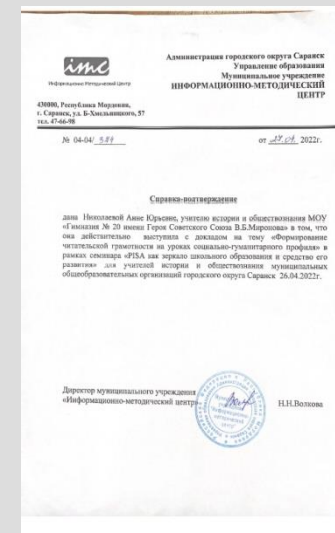 имс
Информационно Методический Центр
Администрация городского округа Саранск
Управление образования
Муниципальное учреждение
ИНФОРМАЦИОННО-МЕТОДИЧЕСКИЙ
ЦЕНТР
430000, Республика Мордовия,
г. Саранск, ул. Б-Хмельницкого, 57
тел. 47-66-98
№ 04-04/
от 27.04. 2022г.
Справка-подтверждение
дана Николаевой Анне Юрьевне, учителю истории и обществознания МОУ
«Гимназия № 20 имени Героя Советского Союза В.Б.Миронова» в том, что
она действительно выступила с докладом на тему «Формирование
читательской грамотности на уроках социально-гуманитарного профиля» в
рамках семинара «PISA как зеркало школьного образования и средство его
развития» для учителей истории и обществознания муниципальных
общеобразовательных организаций городского округа Саранск 26.04.2022г.
Директор муниципального учреждения
«Информационно-методический центр»
Н.Н.Волкова